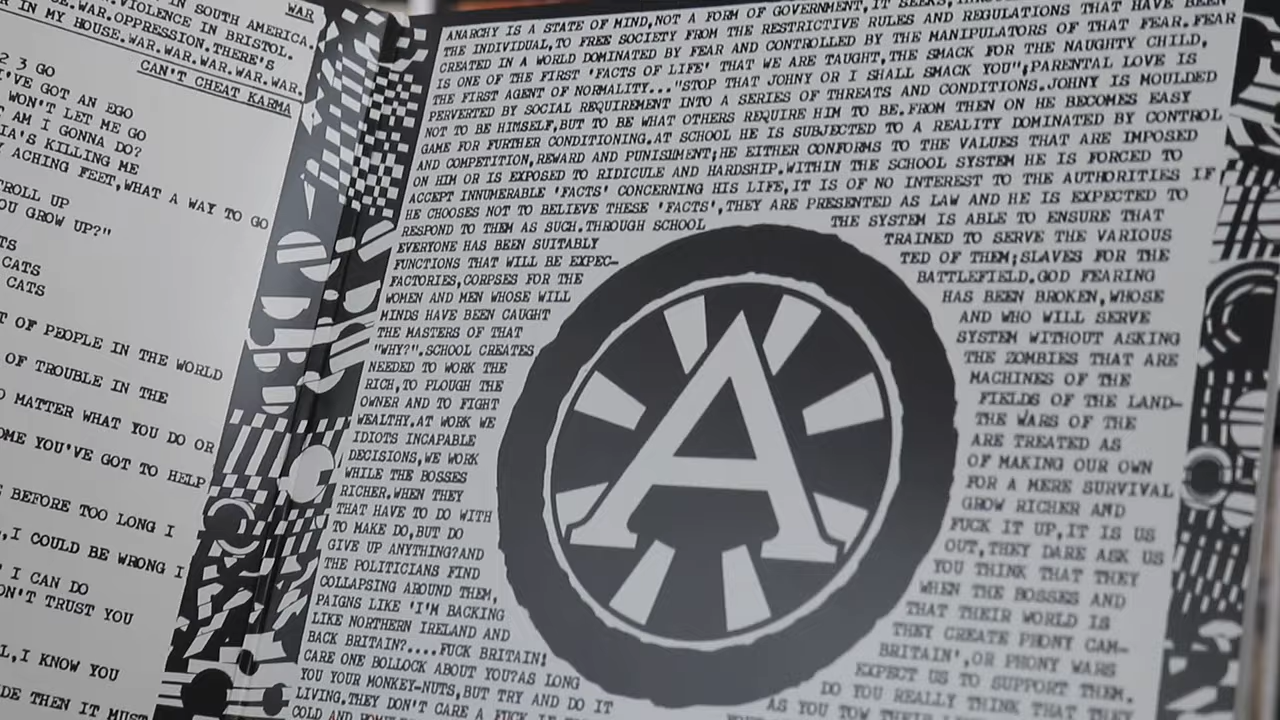 WAR
IN SOUTH AMERICA.
VIOLENCE IN BRISTOL.
WAR.OPPRESSION.THERE'S
IN MY HOUSE.WAR.WAR.WAR.WAR.
CAN'T CHEAT KARMA
2 3 GO
I'VE GOT AN EGO
WON'T LET ME GO
AM I GONNA DO?
KILLING ME
ACHING FEET,WHAT A WAY TO GO
ROLL UP
YOU GROW UP?"
CATS
CATS
OF PEOPLE IN THE WORLD
OF TROUBLE IN THE
MATTER WHAT YOU DO OR
YOU'VE GOT TO HELP
BEFORE TOO LONG I
I COULD BE WRONG I
I CAN DO
DON'T TRUST YOU
I KNOW YOU
THEN IT MUST
ANARCHY IS A STATE OF MIND,NOT A FORM OF GOVERNMENT,IT SEEKS,
THE INDIVIDUAL,TO FREE SOCIETY FROM THE RESTRICTIVE RULES AND REGULATIONS THAT HAVE BEEN
CREATED IN A WORLD DOMINATED BY FEAR AND CONTROLLED BY THE MANIPULATORS OF THAT FEAR.FEAR
IS ONE OF THE FIRST 'FACTS OF LIFE' THAT WE ARE TAUGHT,THE SMACK FOR THE NAUGHTY CHILD,
THE FIRST AGENT OF NORMALITY..."STOP THAT JOHNY OR I SHALL SMACK YOU";PARENTAL LOVE IS
PERVERTED BY SOCIAL REQUIREMENT INTO A SERIES OF THREATS AND CONDITIONS.JOHNY IS MOULDED
NOT TO BE HIMSELF,BUT TO BE WHAT OTHERS REQUIRE HIM TO BE.FROM THEN ON HE BECOMES EASY
GAME FOR FURTHER CONDITIONING.AT SCHOOL HE IS SUBJECTED TO A REALITY DOMINATED BY CONTROL
AND COMPETITION,REWARD AND PUNISHMENT;HE EITHER CONFORMS TO THE VALUES THAT ARE IMPOSED
ON HIM OR IS EXPOSED TO RIDICULE AND HARDSHIP.WITHIN THE SCHOOL SYSTEM HE IS FORCED TO
ACCEPT INNUMERABLE 'FACTS' CONCERNING HIS LIFE,IT IS OF NO INTEREST TO THE AUTHORITIES IF
HE CHOOSES NOT TO BELIEVE THESE 'FACTS',THEY ARE PRESENTED AS LAW AND HE IS EXPECTED TO
RESPOND TO THEM AS SUCH.THROUGH SCHOOL THE SYSTEM IS ABLE TO ENSURE THAT
EVERYONE HAS BEEN SUITABLY TRAINED TO SERVE THE VARIOUS
FUNCTIONS THAT WILL BE EXPEC- TED OF THEM;SLAVES FOR THE
FACTORIES,CORPSES FOR THE BATTLEFIELD.GOD FEARING
WOMEN AND MEN WHOSE WILL HAS BEEN BROKEN,WHOSE
MINDS HAVE BEEN CAUGHT AND WHO WILL SERVE
THE MASTERS OF THAT SYSTEM WITHOUT ASKING
"WHY?".SCHOOL CREATES THE ZOMBIES THAT ARE
NEEDED TO WORK THE MACHINES OF THE
RICH,TO PLOUGH THE FIELDS OF THE LAND-
OWNER AND TO FIGHT THE WARS OF THE
WEALTHY.AT WORK WE ARE TREATED AS
IDIOTS INCAPABLE OF MAKING OUR OWN
DECISIONS,WE WORK FOR A MERE SURVIVAL
WHILE THE BOSSES GROW RICHER AND
RICHER.WHEN THEY FUCK IT UP,IT IS US
THAT HAVE TO DO WITH OUT,THEY DARE ASK US
TO MAKE DO,BUT DO YOU THINK THAT THEY
GIVE UP ANYTHING?AND WHEN THE BOSSES AND
THE POLITICIANS FIND THAT THEIR WORLD IS
COLLAPSING AROUND THEM, THEY CREATE PHONY CAM-
PAIGNS LIKE 'I'M BACKING BRITAIN',OR PHONY WARS
LIKE NORTHERN IRELAND AND EXPECT US TO SUPPORT THEM.
BACK BRITAIN?....FUCK BRITAIN! DO YOU REALLY THINK THEY
CARE ONE BOLLOCK ABOUT YOU?AS LONG AS YOU TOW THEIR
YOU YOUR MONKEY-NUTS,BUT TRY AND DO IT
LIVING.THEY DON'T CARE A FUCK IF
COLD AND
A